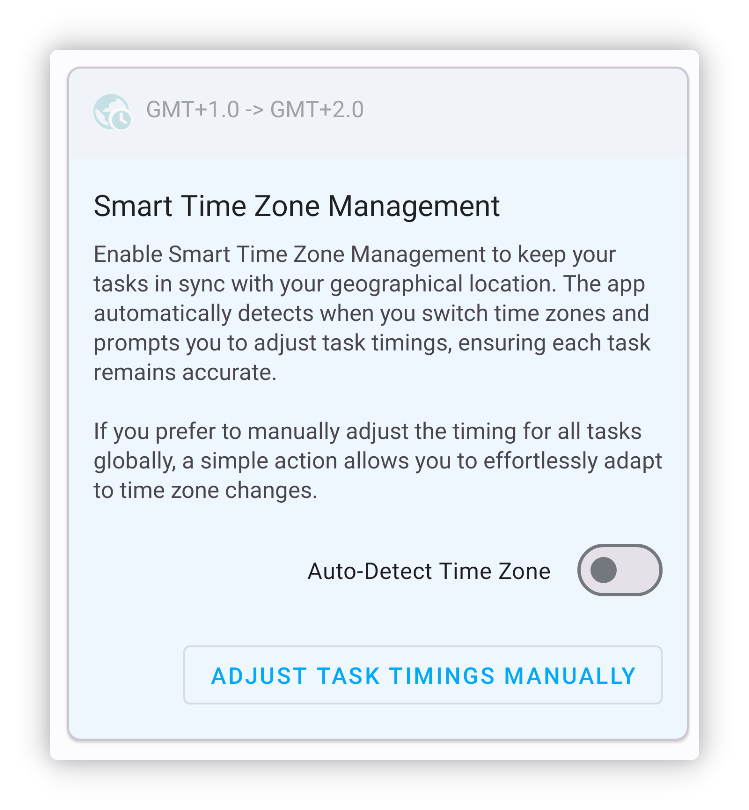 GMT+1.0 -> GMT+2.0
Smart Time Zone Management
Enable Smart Time Zone Management to keep your
tasks in sync with your geographical location. The app
automatically detects when you switch time zones and
prompts you to adjust task timings, ensuring each task
remains accurate.
If you prefer to manually adjust the timing for all tasks
globally, a simple action allows you to effortlessly adapt
to time zone changes.
Auto-Detect Time Zone
ADJUST TASK TIMINGS MANUALLY